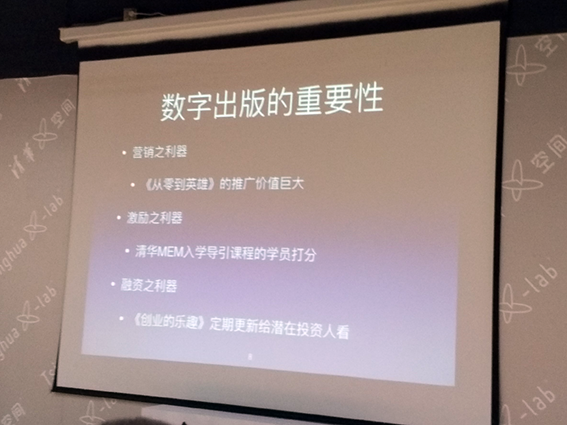 数字出版的重要性
• 营销之利器
• 《从零到英雄》的推广价值巨大
• 激励之利器
• 清华MEM入学导引课程的学员打分
• 融资之利器
• 《创业的乐趣》定期更新给潜在投资人看
清华 空间
Tsinghua x-lab
空间
x-lab